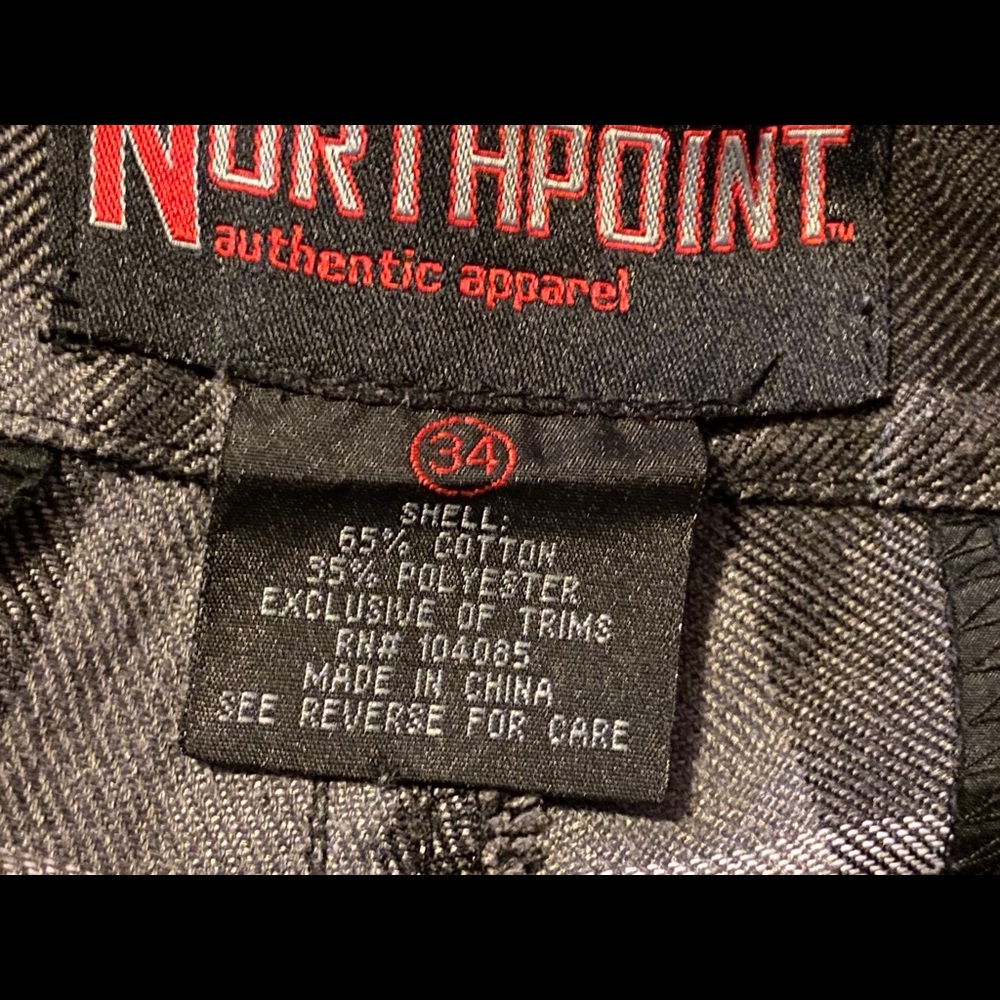 NORTHPOINT™
authentic apparel
34
SHELL:
65% COTTON
35% POLYESTER
EXCLUSIVE OF TRIMS
RN# 104085
MADE IN CHINA
SEE REVERSE FOR CARE